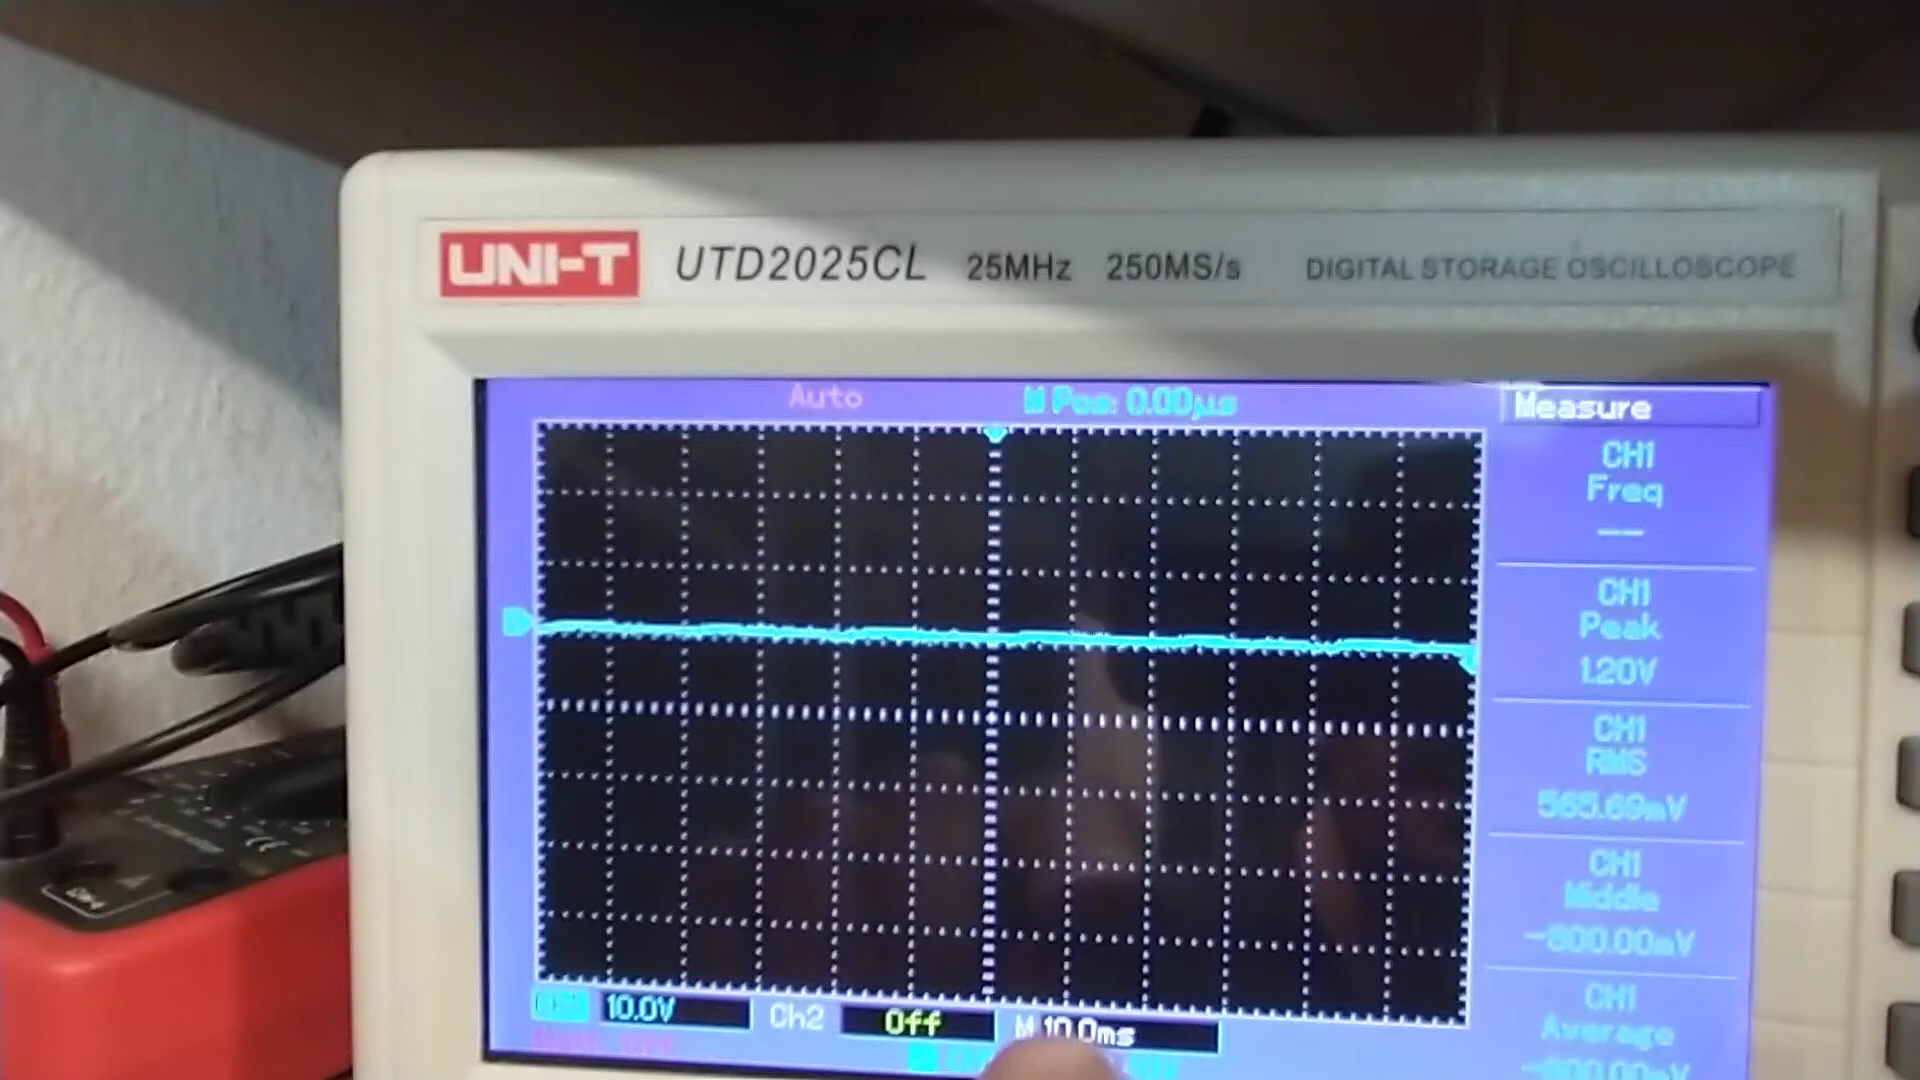 UNI-T UTD2025CL 25MHz 250MS/s DIGITAL STORAGE OSCILLOSCOPE
Auto M Pos: 0.00µs Measure
CH1
Freq
--
CH1
Peak
1.20V
CH1
RMS
565.69mV
CH1
Middle
-800.00mV
CH1
Average
10.0V Ch2 Off M 10.0ms
CE